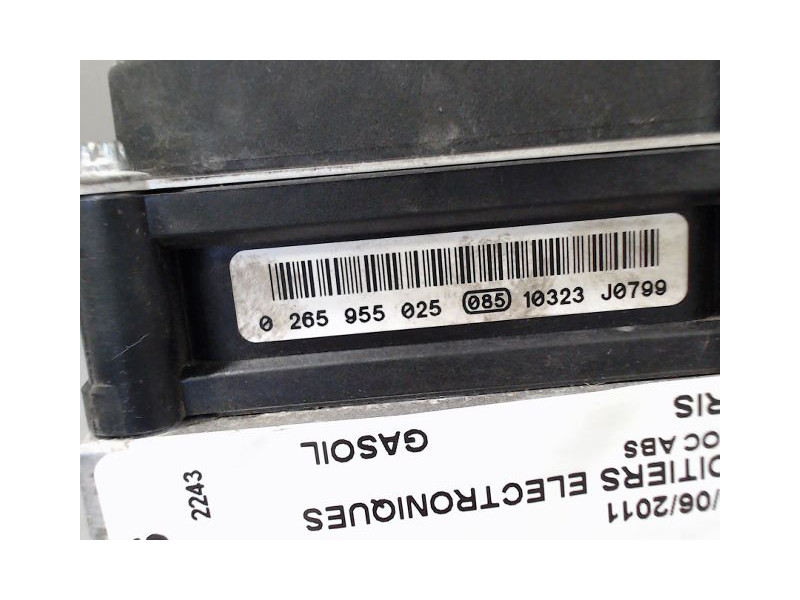 0 265 955 025 085 10323 J0799
GASOIL
2243
RIS
OC ABS
OITIERS ELECTRONIQUES
/06/2011